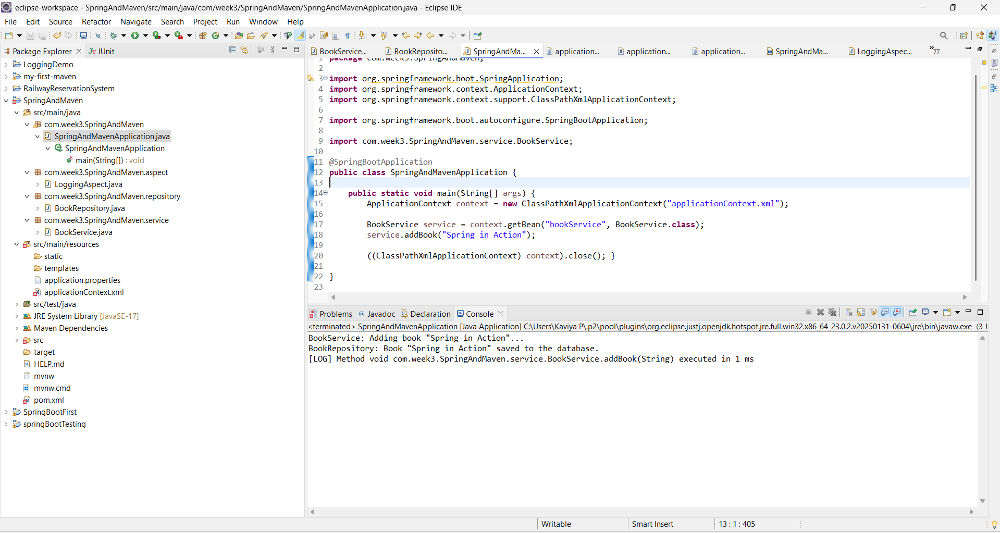 eclipse-workspace - SpringAndMaven/src/main/java/com/week3/SpringAndMaven/SpringAndMavenApplication.java - Eclipse IDE
File Edit Source Refactor Navigate Search Project Run Window Help
Package Explorer JUnit
LoggingDemo
my-first-maven
RailwayReservationSystem
SpringAndMaven
src/main/java
com.week3.SpringAndMaven
SpringAndMavenApplication.java
SpringAndMavenApplication
main(String[]) : void
com.week3.SpringAndMaven.aspect
LoggingAspect.java
com.week3.SpringAndMaven.repository
BookRepository.java
com.week3.SpringAndMaven.service
BookService.java
src/main/resources
static
templates
application.properties
applicationContext.xml
src/test/java
JRE System Library [JavaSE-17]
Maven Dependencies
src
target
HELP.md
mvnw
mvnw.cmd
pom.xml
SpringBootFirst
springBootTesting
BookService... BookReposito... SpringAndMa... application... application... application... SpringAndMa... LoggingAspec... 77
1 package com.week3.SpringAndMaven;
2
3 import org.springframework.boot.SpringApplication;
4 import org.springframework.context.ApplicationContext;
5 import org.springframework.context.support.ClassPathXmlApplicationContext;
6
7 import org.springframework.boot.autoconfigure.SpringBootApplication;
8
9 import com.week3.SpringAndMaven.service.BookService;
10
11 @SpringBootApplication
12 public class SpringAndMavenApplication {
13
14 public static void main(String[] args) {
15 ApplicationContext context = new ClassPathXmlApplicationContext("applicationContext.xml");
16
17 BookService service = context.getBean("bookService", BookService.class);
18 service.addBook("Spring in Action");
19
20 ((ClassPathXmlApplicationContext) context).close(); }
21
22 }
23
Problems Javadoc Declaration Console
<terminated> SpringAndMavenApplication [Java Application] C:\Users\Kaviya P\.p2\pool\plugins\org.eclipse.justj.openjdk.hotspot.jre.full.win32.x86_64_23.0.2.v20250131-0604\jre\bin\javaw.exe (3 J
BookService: Adding book "Spring in Action"...
BookRepository: Book "Spring in Action" saved to the database.
[LOG] Method void com.week3.SpringAndMaven.service.BookService.addBook(String) executed in 1 ms
Writable Smart Insert 13 : 1 : 405